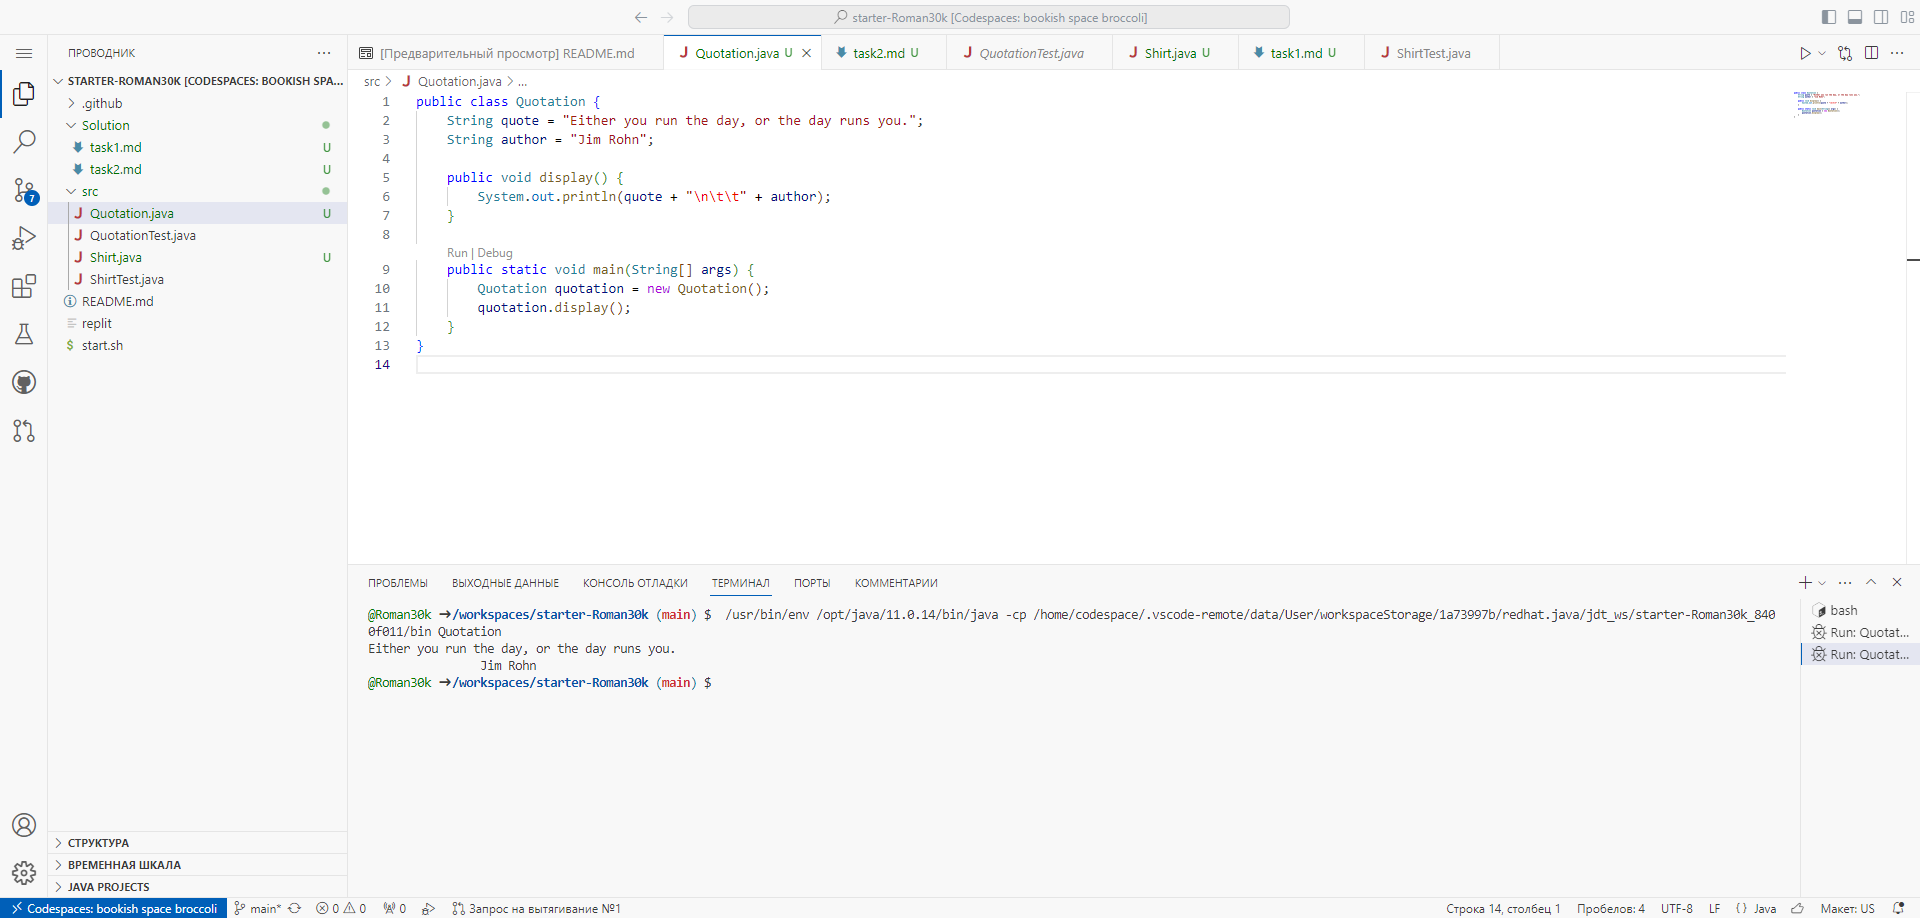 starter-Roman30k [Codespaces: bookish space broccoli]
ПРОВОДНИК
STARTER-ROMAN30K [CODESPACES: BOOKISH SPA...
.github
Solution
task1.md U
task2.md U
src
Quotation.java U
QuotationTest.java
Shirt.java U
ShirtTest.java
README.md
replit
$ start.sh
7
СТРУКТУРА
ВРЕМЕННАЯ ШКАЛА
JAVA PROJECTS
[Предварительный просмотр] README.md
J Quotation.java U
task2.md U
J QuotationTest.java
J Shirt.java U
task1.md U
J ShirtTest.java
src > J Quotation.java > ...
1 public class Quotation {
2 String quote = "Either you run the day, or the day runs you.";
3 String author = "Jim Rohn";
4
5 public void display() {
6 System.out.println(quote + "\n\t\t" + author);
7 }
8
Run | Debug
9 public static void main(String[] args) {
10 Quotation quotation = new Quotation();
11 quotation.display();
12 }
13 }
14
ПРОБЛЕМЫ ВЫХОДНЫЕ ДАННЫЕ КОНСОЛЬ ОТЛАДКИ ТЕРМИНАЛ ПОРТЫ КОММЕНТАРИИ
@Roman30k →/workspaces/starter-Roman30k (main) $ /usr/bin/env /opt/java/11.0.14/bin/java -cp /home/codespace/.vscode-remote/data/User/workspaceStorage/1a73997b/redhat.java/jdt_ws/starter-Roman30k_840
0f011/bin Quotation
Either you run the day, or the day runs you.
Jim Rohn
@Roman30k →/workspaces/starter-Roman30k (main) $
bash
Run: Quotat...
Run: Quotat...
Codespaces: bookish space broccoli main* 0 0 0 Запрос на вытягивание №1 Строка 14, столбец 1 Пробелов: 4 UTF-8 LF {} Java Макет: US